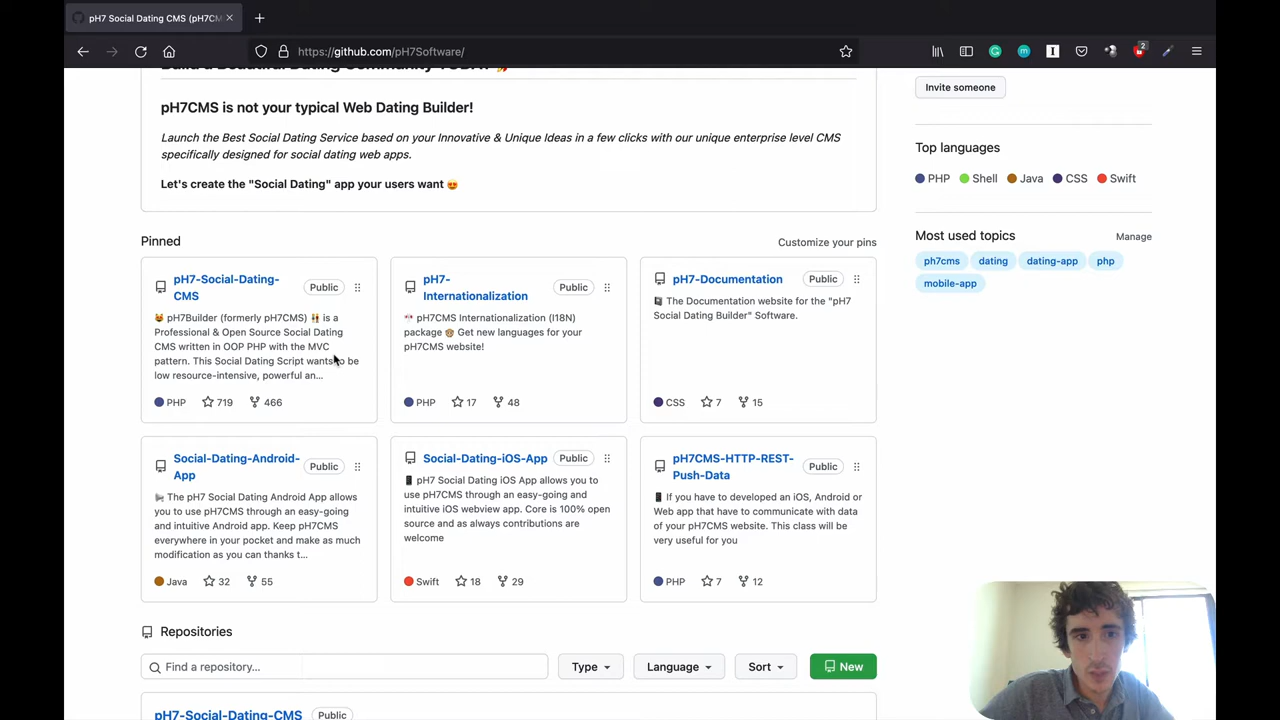 pH7 Social Dating CMS (pH7CM
https://github.com/pH7Software/
2
pH7CMS is not your typical Web Dating Builder!
Launch the Best Social Dating Service based on your Innovative & Unique Ideas in a few clicks with our unique enterprise level CMS
specifically designed for social dating web apps.
Let's create the "Social Dating" app your users want 😍
Invite someone
Top languages
PHP Shell Java CSS Swift
Most used topics Manage
ph7cms dating dating-app php
mobile-app
Pinned Customize your pins
pH7-Social-Dating-
CMS
Public
😻 pH7Builder (formerly pH7CMS) 👭 is a
Professional & Open Source Social Dating
CMS written in OOP PHP with the MVC
pattern. This Social Dating Script wants to be
low resource-intensive, powerful an...
PHP 719 466
pH7-
Internationalization
Public
pH7CMS Internationalization (I18N)
package 🐵 Get new languages for your
pH7CMS website!
PHP 17 48
pH7-Documentation Public
The Documentation website for the "pH7
Social Dating Builder" Software.
CSS 7 15
Social-Dating-Android-
App
Public
The pH7 Social Dating Android App allows
you to use pH7CMS through an easy-going
and intuitive Android app. Keep pH7CMS
everywhere in your pocket and make as much
modification as you can thanks t...
Java 32 55
Social-Dating-iOS-App Public
📱 pH7 Social Dating iOS App allows you to
use pH7CMS through an easy-going and
intuitive iOS webview app. Core is 100% open
source and as always contributions are
welcome
Swift 18 29
pH7CMS-HTTP-REST-
Push-Data
Public
📱 If you have to developed an iOS, Android or
Web app that have to communicate with data
of your pH7CMS website. This class will be
very useful for you
PHP 7 12
Repositories
Find a repository... Type Language Sort New
pH7-Social-Dating-CMS Public